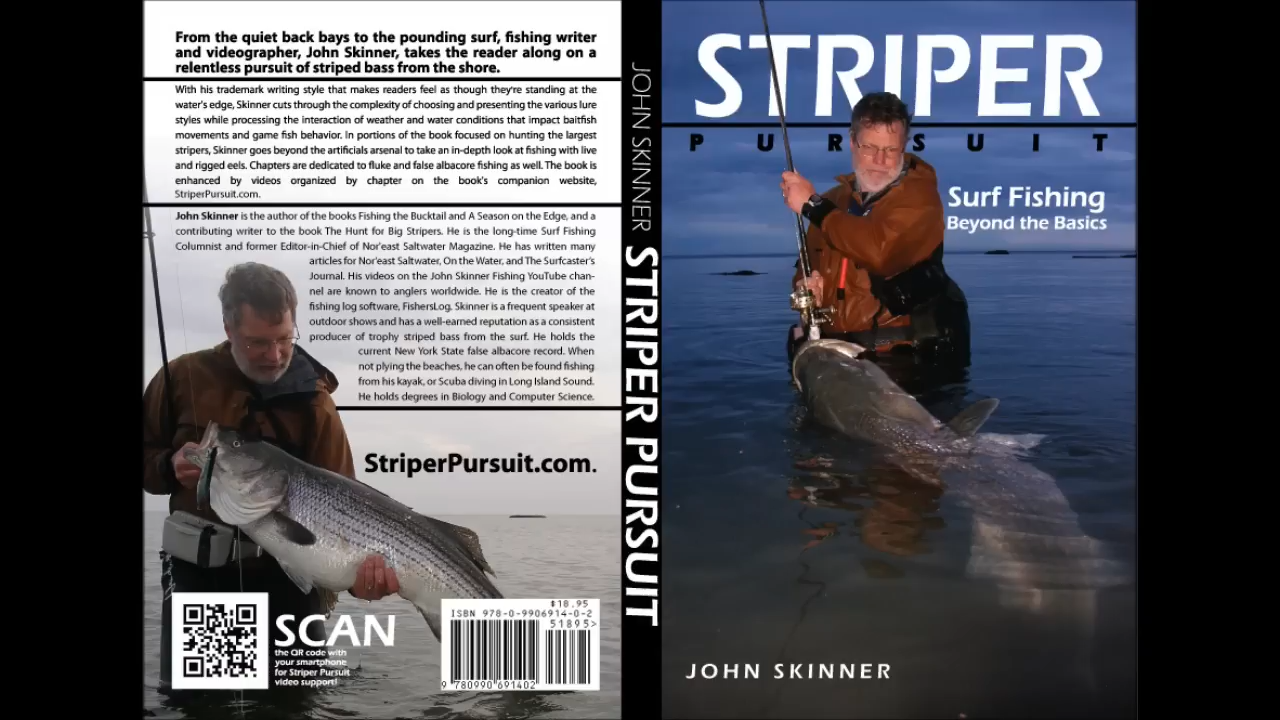 From the quiet back bays to the pounding surf, fishing writer
and videographer, John Skinner, takes the reader along on a
relentless pursuit of striped bass from the shore.
With his trademark writing style that makes readers feel as though they're standing at the
water's edge, Skinner cuts through the complexity of choosing and presenting the various lure
styles while processing the interaction of weather and water conditions that impact baitfish
movements and game fish behavior. In portions of the book focused on hunting the largest
stripers, Skinner goes beyond the artificials arsenal to take an in-depth look at fishing with live
and rigged eels. Chapters are dedicated to fluke and false albacore fishing as well. The book is
enhanced by videos organized by chapter on the book's companion website,
StriperPursuit.com.
John Skinner is the author of the books Fishing the Bucktail and A Season on the Edge, and a
contributing writer to the book The Hunt for Big Stripers. He is the long-time Surf Fishing
Columnist and former Editor-in-Chief of Nor'east Saltwater Magazine. He has written many
articles for Nor'east Saltwater, On the Water, and The Surfcaster's
Journal. His videos on the John Skinner Fishing YouTube chan-
nel are known to anglers worldwide. He is the creator of the
fishing log software, FishersLog. Skinner is a frequent speaker at
outdoor shows and has a well-earned reputation as a consistent
producer of trophy striped bass from the surf. He holds the
current New York State false albacore record. When
not plying the beaches, he can often be found fishing
from his kayak, or Scuba diving in Long Island Sound.
He holds degrees in Biology and Computer Science.
StriperPursuit.com.
SCAN
the QR code with
your smartphone
for Striper Pursuit
video support!
$18.95
ISBN 978-0-9906914-0-2
51895>
9 780990 691402
JOHN SKINNER STRIPER PURSUIT
STRIPER
PURSUIT
Surf Fishing
Beyond the Basics
JOHN SKINNER